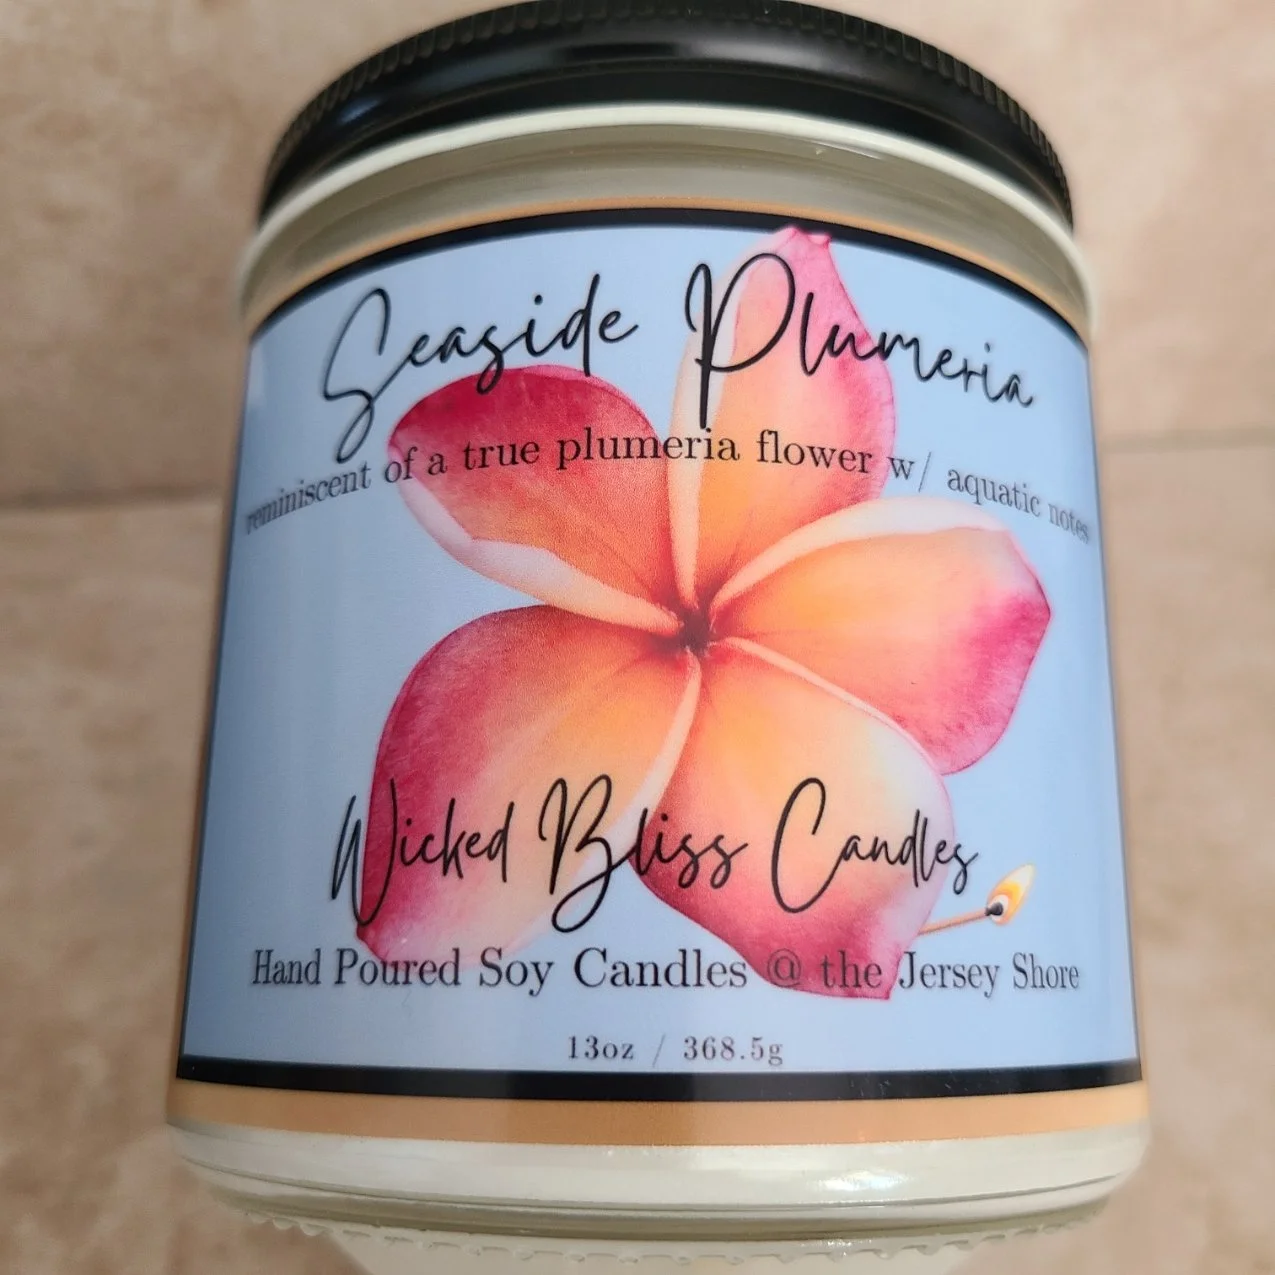 Seaside Plumeria
reminiscent of a true plumeria flower w/ aquatic notes
Wicked Bliss Candles
Hand Poured Soy Candles @ the Jersey Shore
13oz / 368.5g